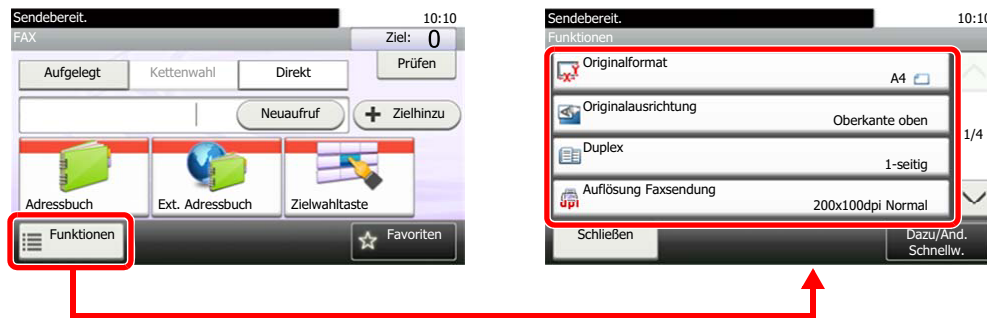 Sendebereit. 10:10
FAX Ziel: 0
Aufgelegt Kettenwahl Direkt Prüfen
Neuaufruf + Zielhinzu
Adressbuch Ext. Adressbuch Zielwahltaste
Funktionen Favoriten
Sendebereit. 10:10
Funktionen
Originalformat
A4
Originalausrichtung
Oberkante oben
1/4
Duplex
1-seitig
Auflösung Faxsendung
dpi
200x100dpi Normal
Schließen Dazu/Änd.
Schnellw.